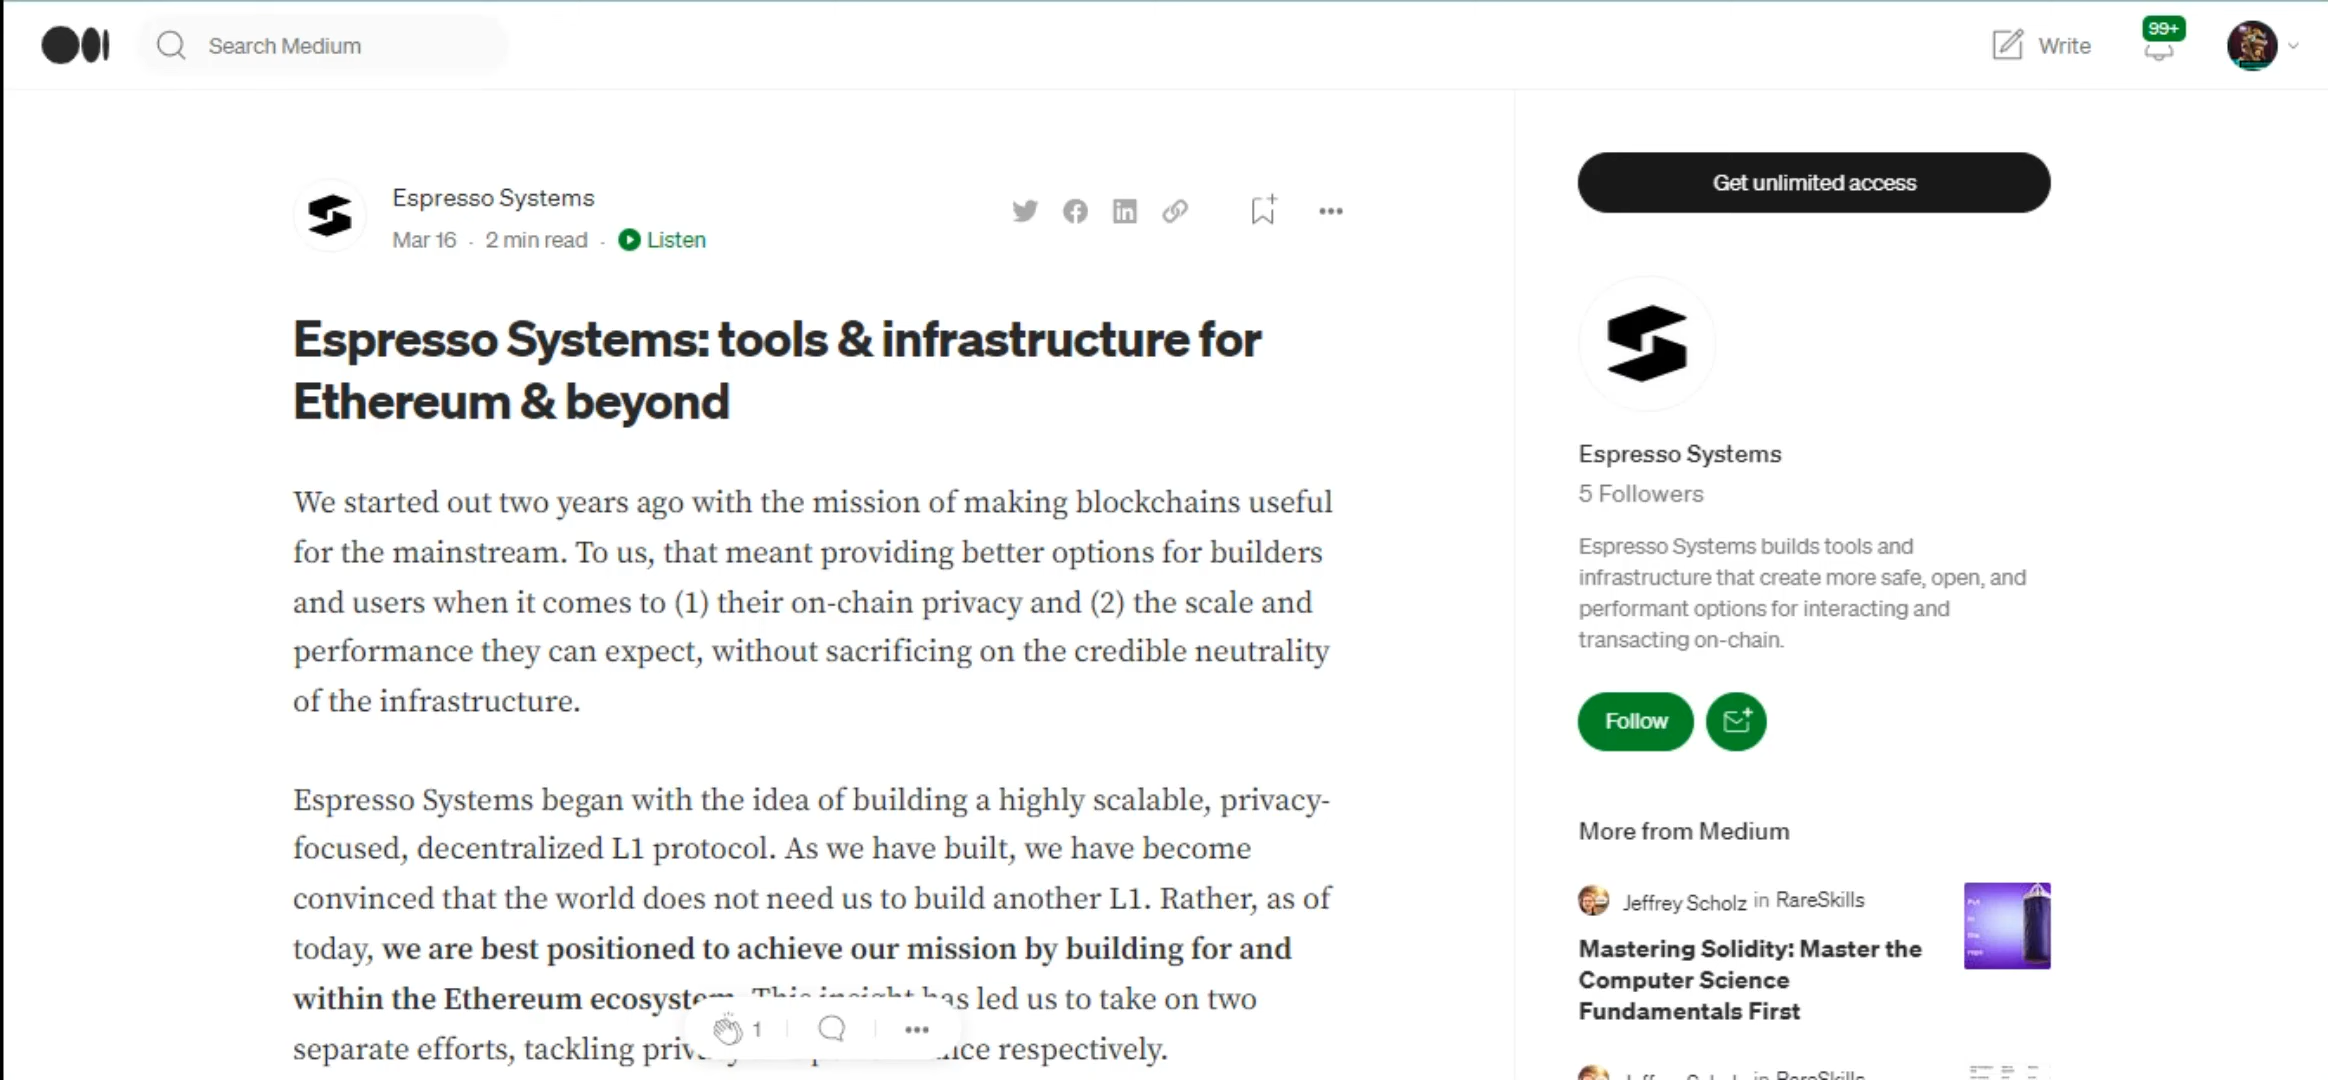 Search Medium
Write
99+
Espresso Systems
Mar 16 · 2 min read · Listen
Espresso Systems: tools & infrastructure for
Ethereum & beyond
We started out two years ago with the mission of making blockchains useful
for the mainstream. To us, that meant providing better options for builders
and users when it comes to (1) their on-chain privacy and (2) the scale and
performance they can expect, without sacrificing on the credible neutrality
of the infrastructure.
Espresso Systems began with the idea of building a highly scalable, privacy-
focused, decentralized L1 protocol. As we have built, we have become
convinced that the world does not need us to build another L1. Rather, as of
today, we are best positioned to achieve our mission by building for and
within the Ethereum ecosystem. This insight has led us to take on two
separate efforts, tackling respectively.
1
Get unlimited access
Espresso Systems
5 Followers
Espresso Systems builds tools and
infrastructure that create more safe, open, and
performant options for interacting and
transacting on-chain.
Follow
More from Medium
Jeffrey Scholz in RareSkills
Mastering Solidity: Master the
Computer Science
Fundamentals First
in RareSkills